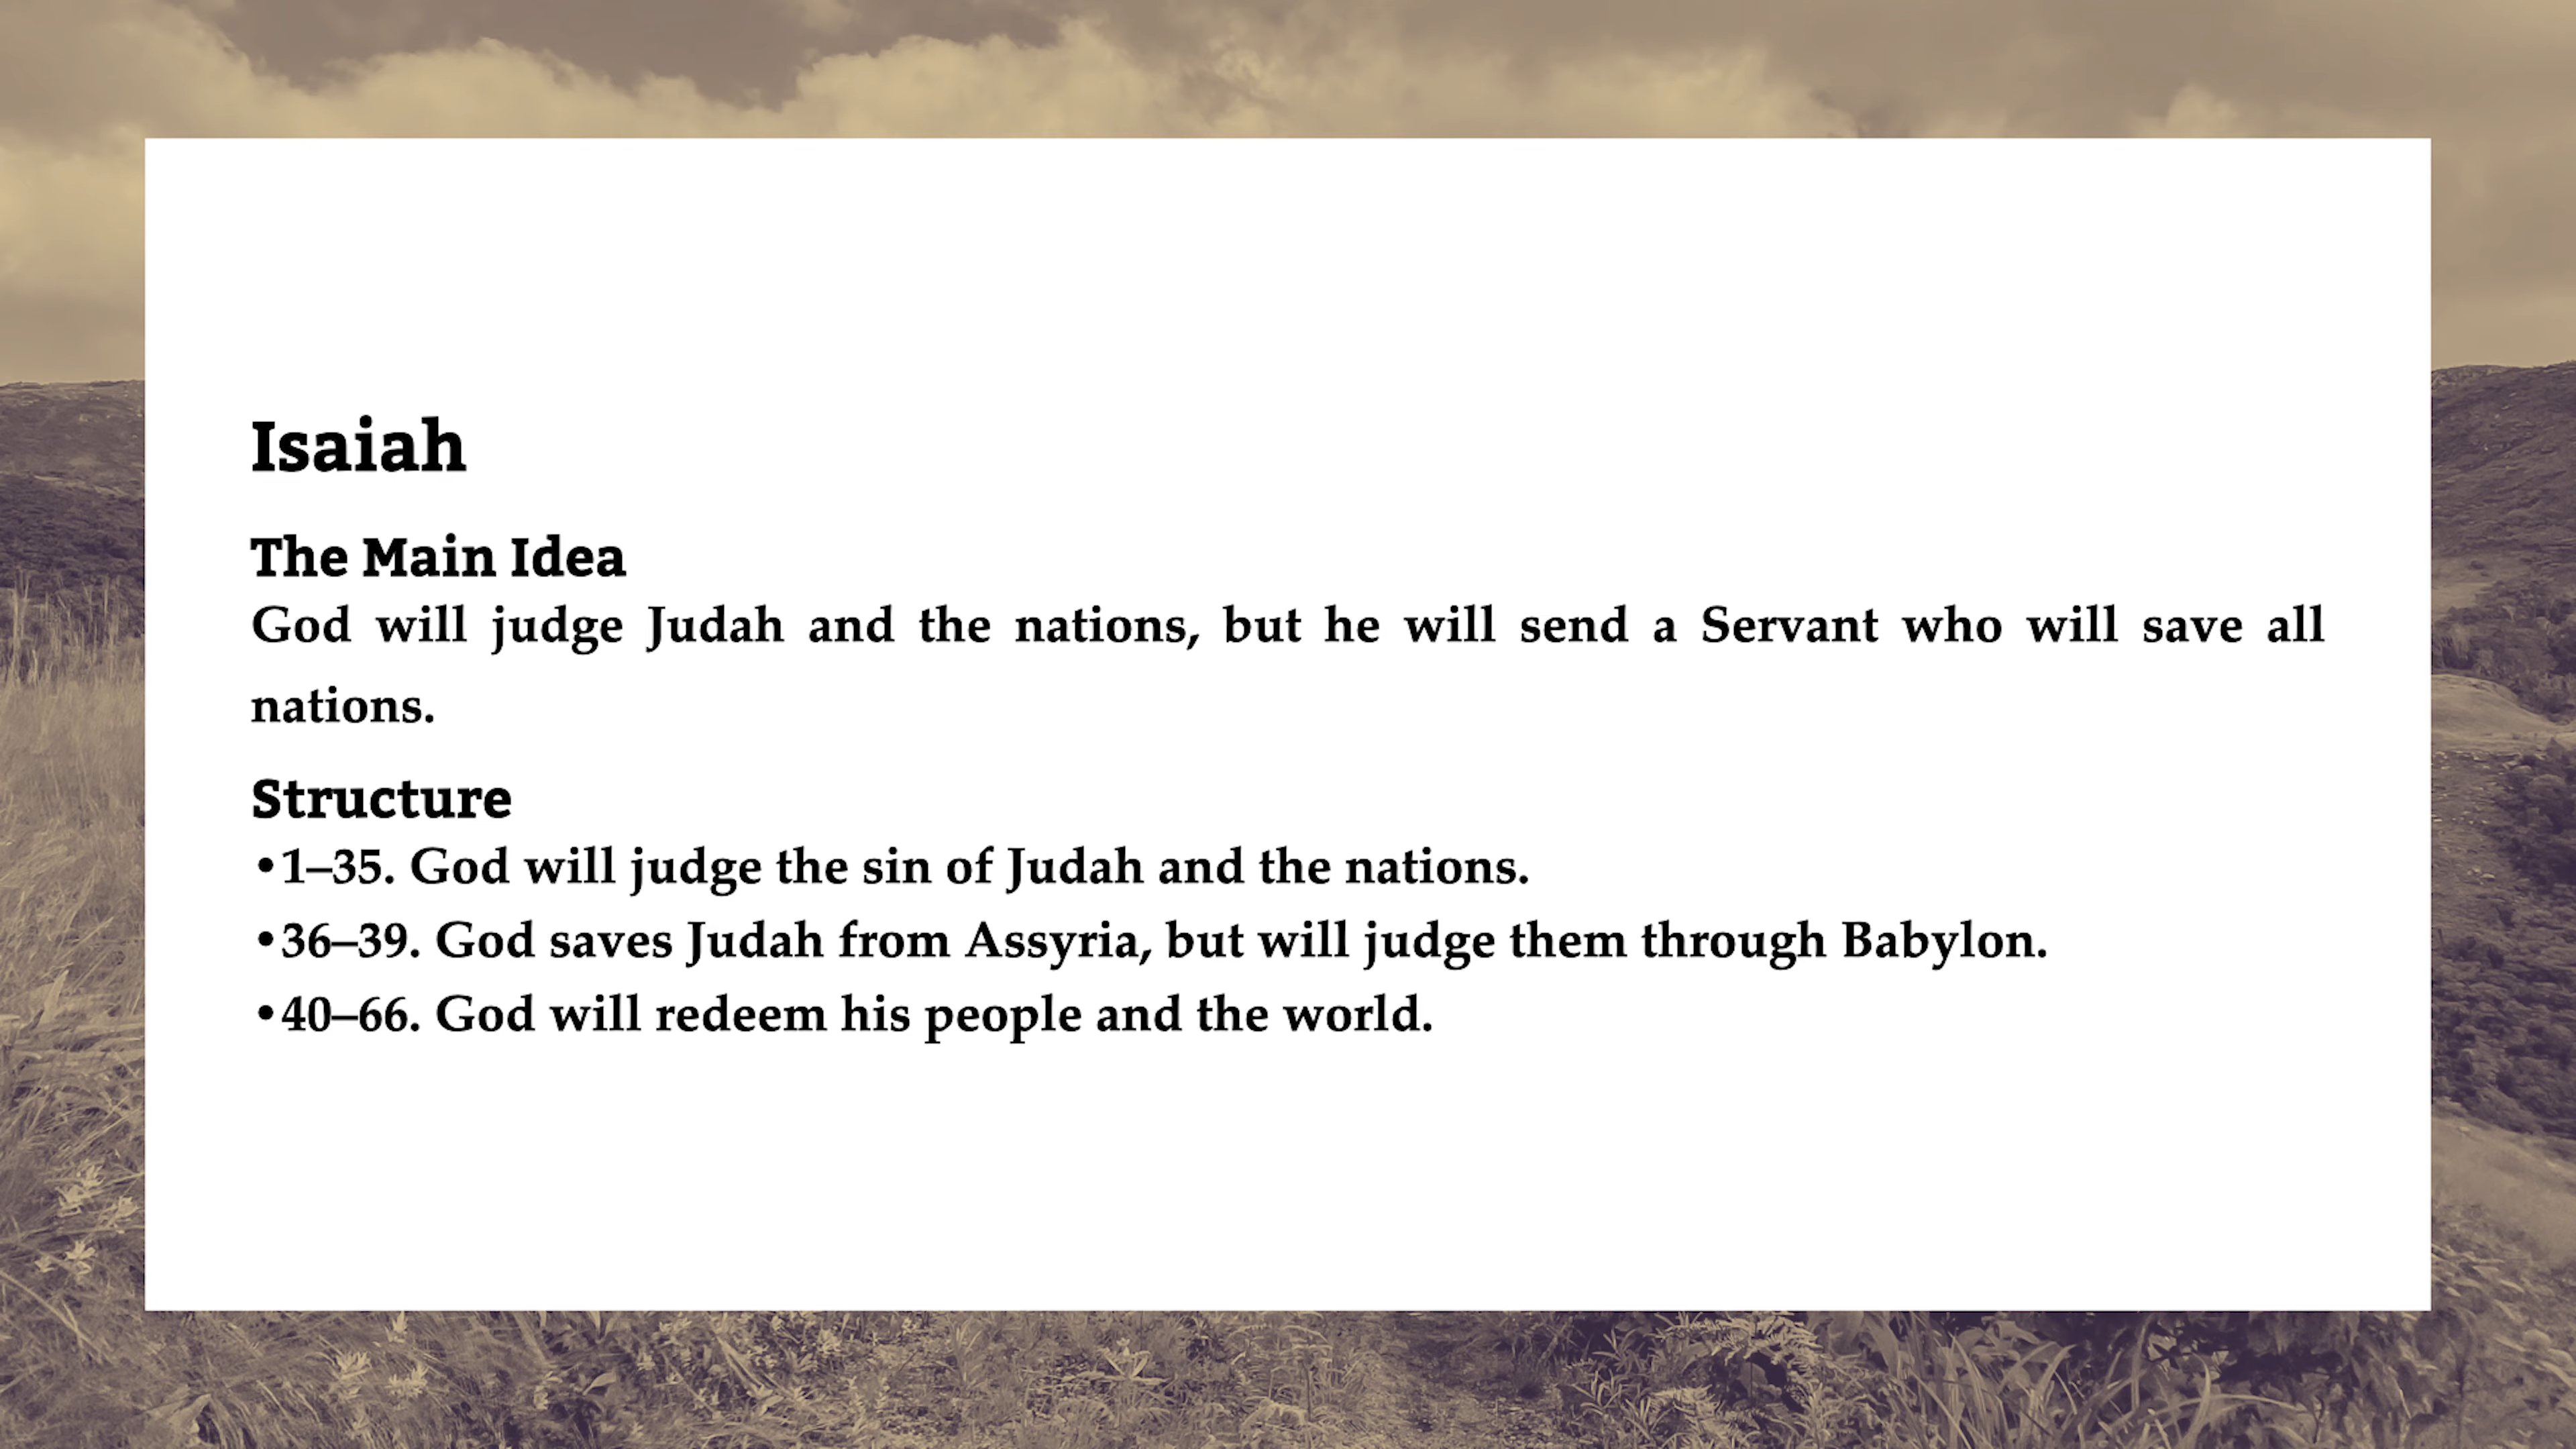 Isaiah
The Main Idea
God will judge Judah and the nations, but he will send a Servant who will save all
nations.
Structure
•1–35. God will judge the sin of Judah and the nations.
•36–39. God saves Judah from Assyria, but will judge them through Babylon.
•40–66. God will redeem his people and the world.